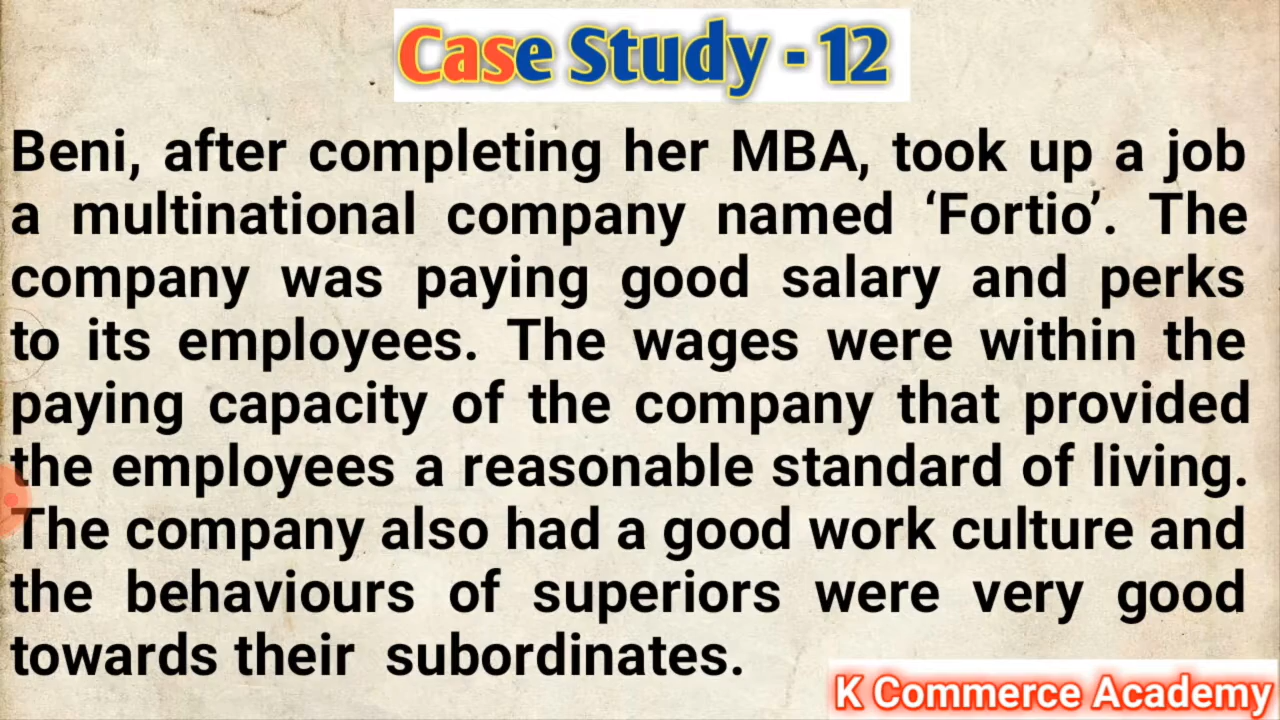 Case Study - 12
Beni, after completing her MBA, took up a job
a multinational company named ‘Fortio’. The
company was paying good salary and perks
to its employees. The wages were within the
paying capacity of the company that provided
the employees a reasonable standard of living.
The company also had a good work culture and
the behaviours of superiors were very good
towards their subordinates.
K Commerce Academy